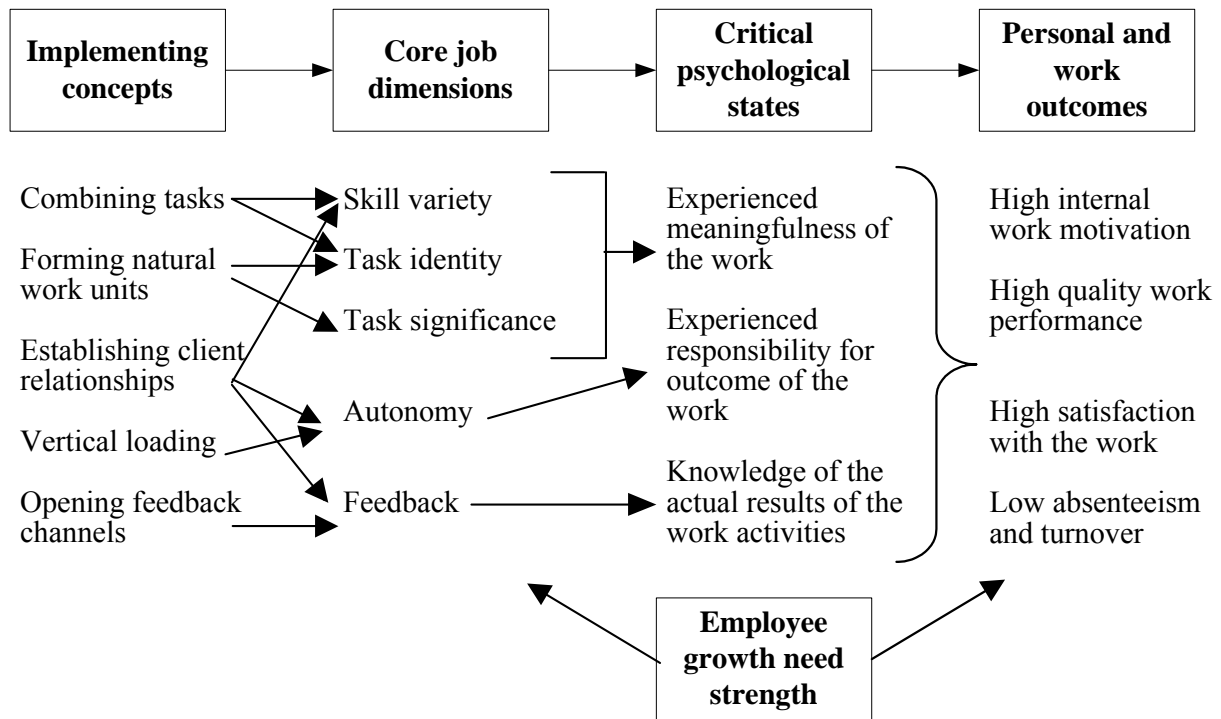 Implementing
concepts
Core job
dimensions
Critical
psychological
states
Personal and
work
outcomes
Combining tasks
Forming natural
work units
Establishing client
relationships
Vertical loading
Opening feedback
channels
Skill variety
Task identity
Task significance
Autonomy
Feedback
Experienced
meaningfulness of
the work
Experienced
responsibility for
outcome of the
work
Knowledge of the
actual results of the
work activities
High internal
work motivation
High quality work
performance
High satisfaction
with the work
Low absenteeism
and turnover
Employee
growth need
strength